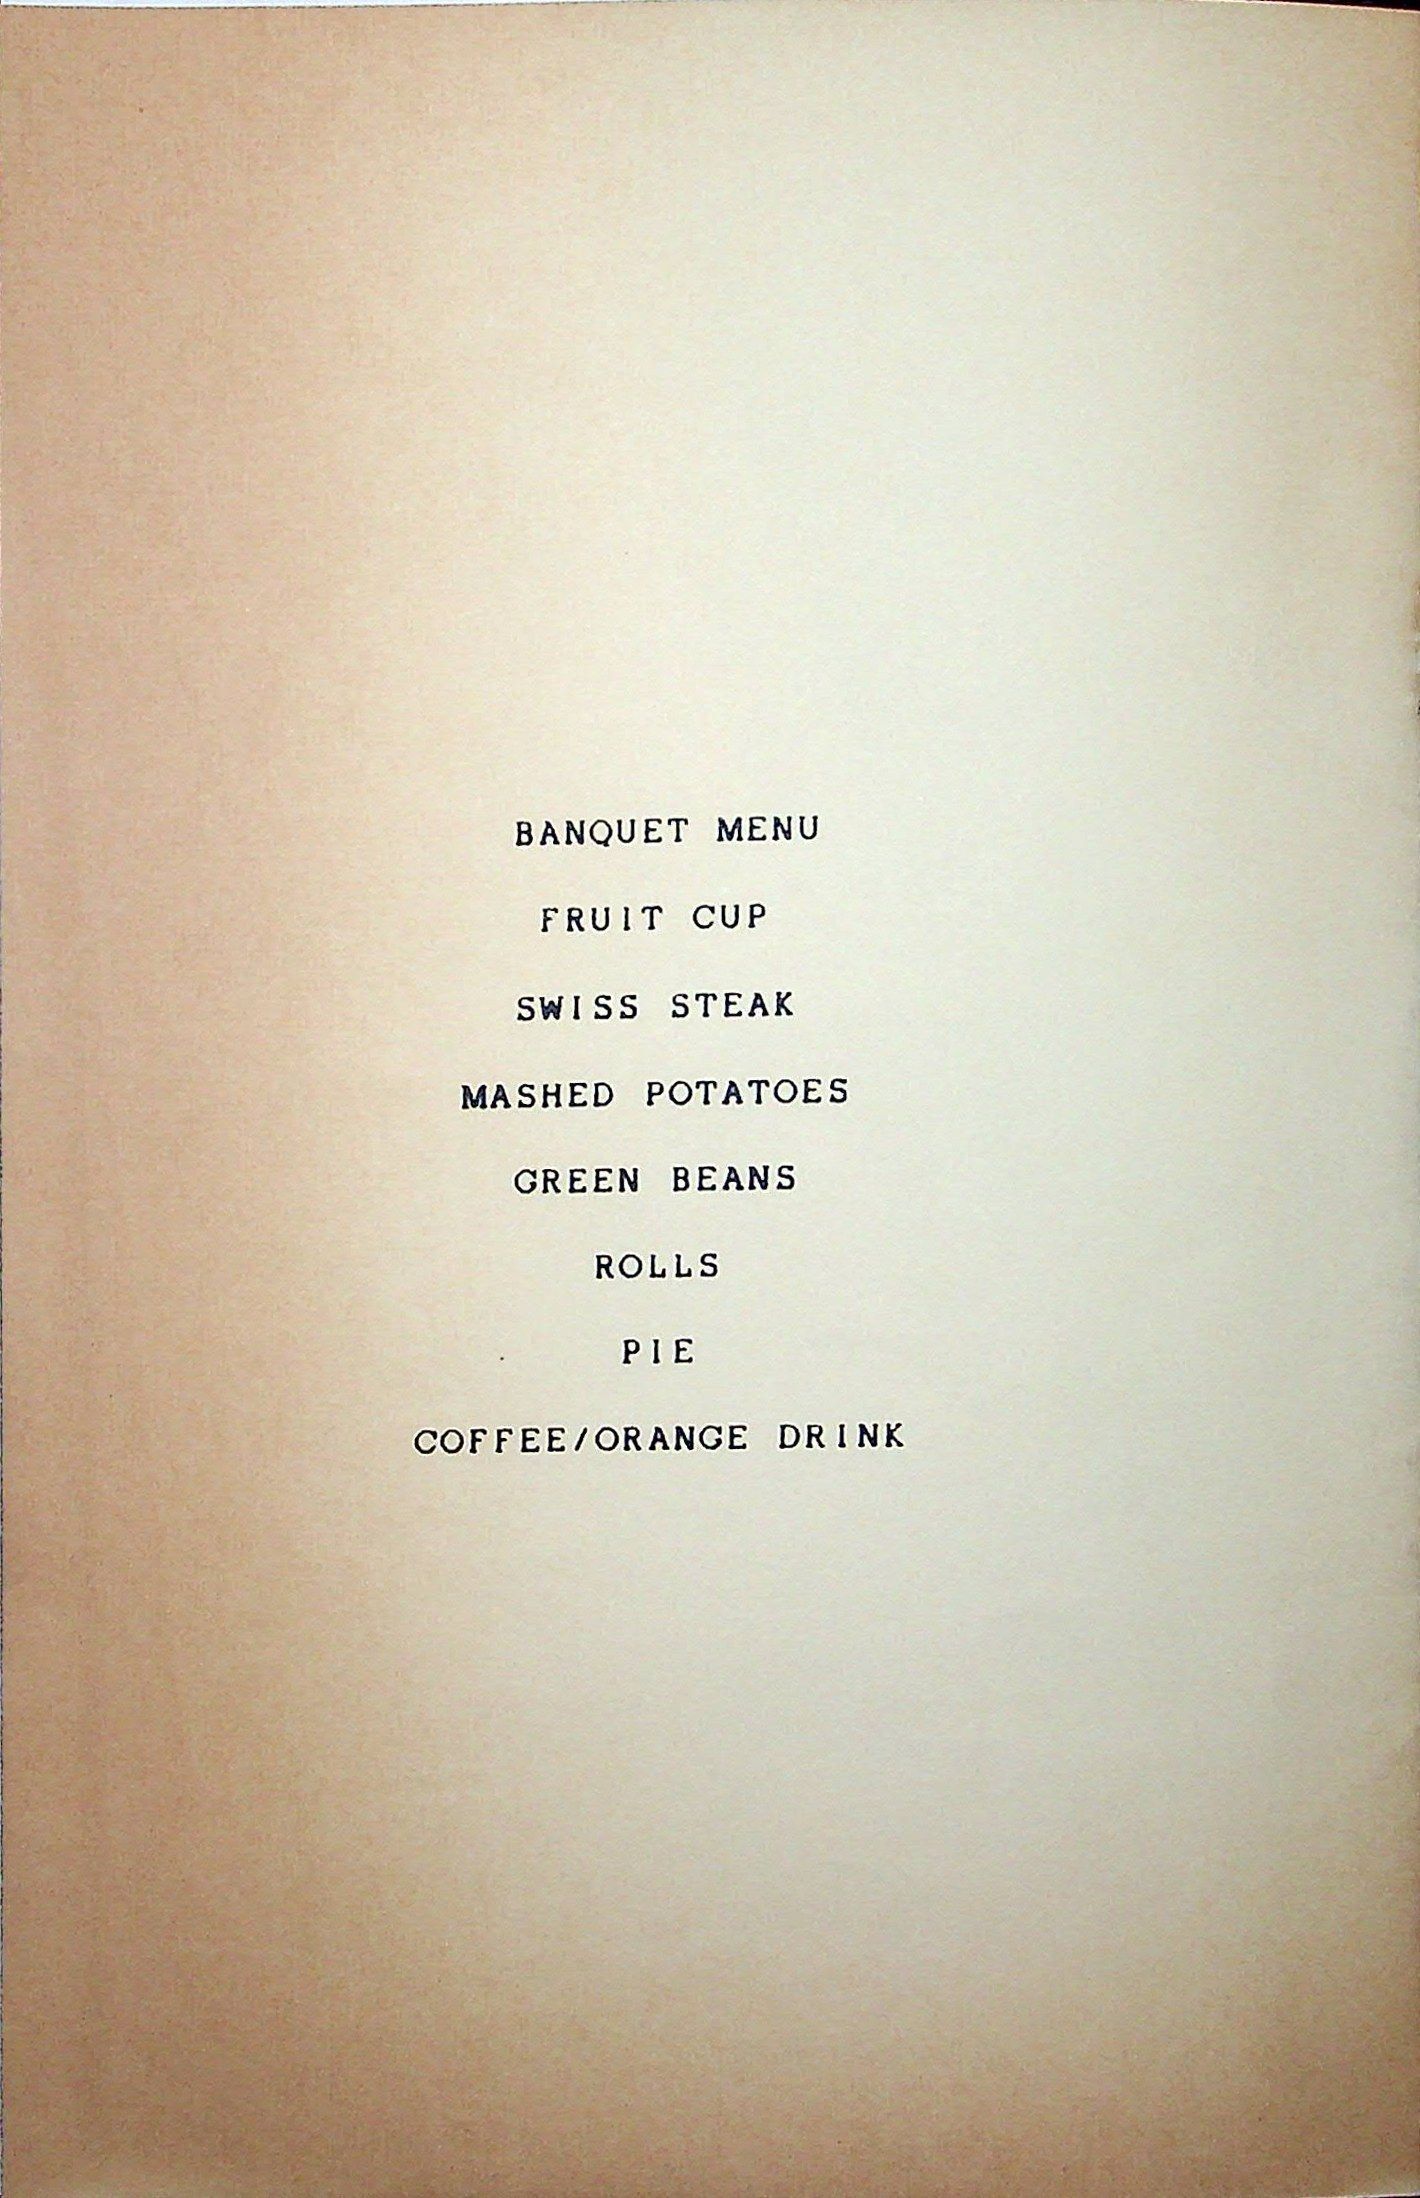 BANQUET MENU
FRUIT CUP
SWISS STEAK
MASHED POTATOES
GREEN BEANS
ROLLS
PIE
COFFEE/ORANGE DRINK